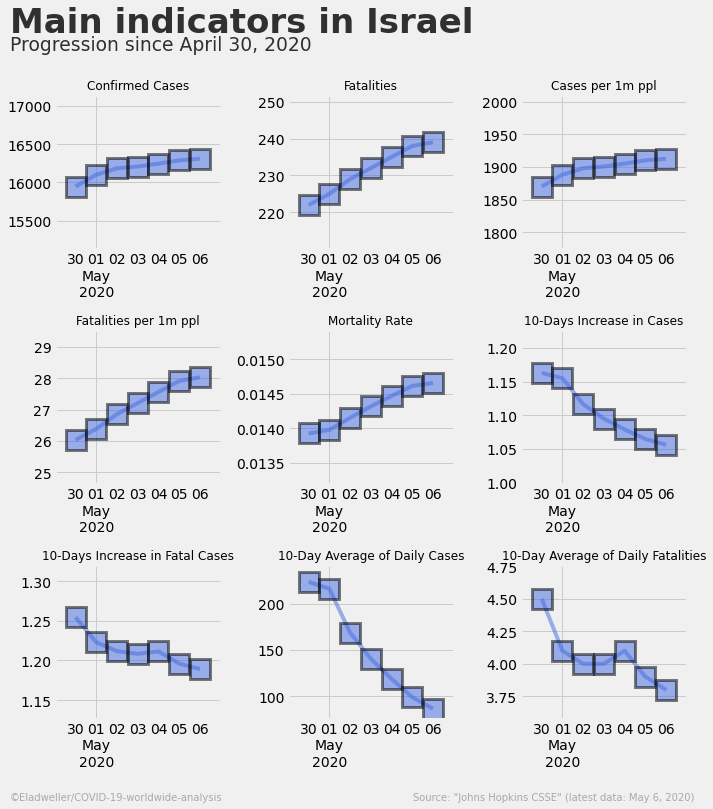 Main indicators in Israel
Progression since April 30, 2020
Confirmed Cases
17000
16500
16000
15500
30 01 02 03 04 05 06
May
2020
Fatalities
250
240
230
220
30 01 02 03 04 05 06
May
2020
Cases per 1m ppl
2000
1950
1900
1850
1800
30 01 02 03 04 05 06
May
2020
Fatalities per 1m ppl
29
28
27
26
25
30 01 02 03 04 05 06
May
2020
Mortality Rate
0.0150
0.0145
0.0140
0.0135
30 01 02 03 04 05 06
May
2020
10-Days Increase in Cases
1.20
1.15
1.10
1.05
1.00
30 01 02 03 04 05 06
May
2020
10-Days Increase in Fatal Cases
1.30
1.25
1.20
1.15
30 01 02 03 04 05 06
May
2020
10-Day Average of Daily Cases
200
150
100
30 01 02 03 04 05 06
May
2020
10-Day Average of Daily Fatalities
4.75
4.50
4.25
4.00
3.75
30 01 02 03 04 05 06
May
2020
©Eladweller/COVID-19-worldwide-analysis
Source: "Johns Hopkins CSSE" (latest data: May 6, 2020)